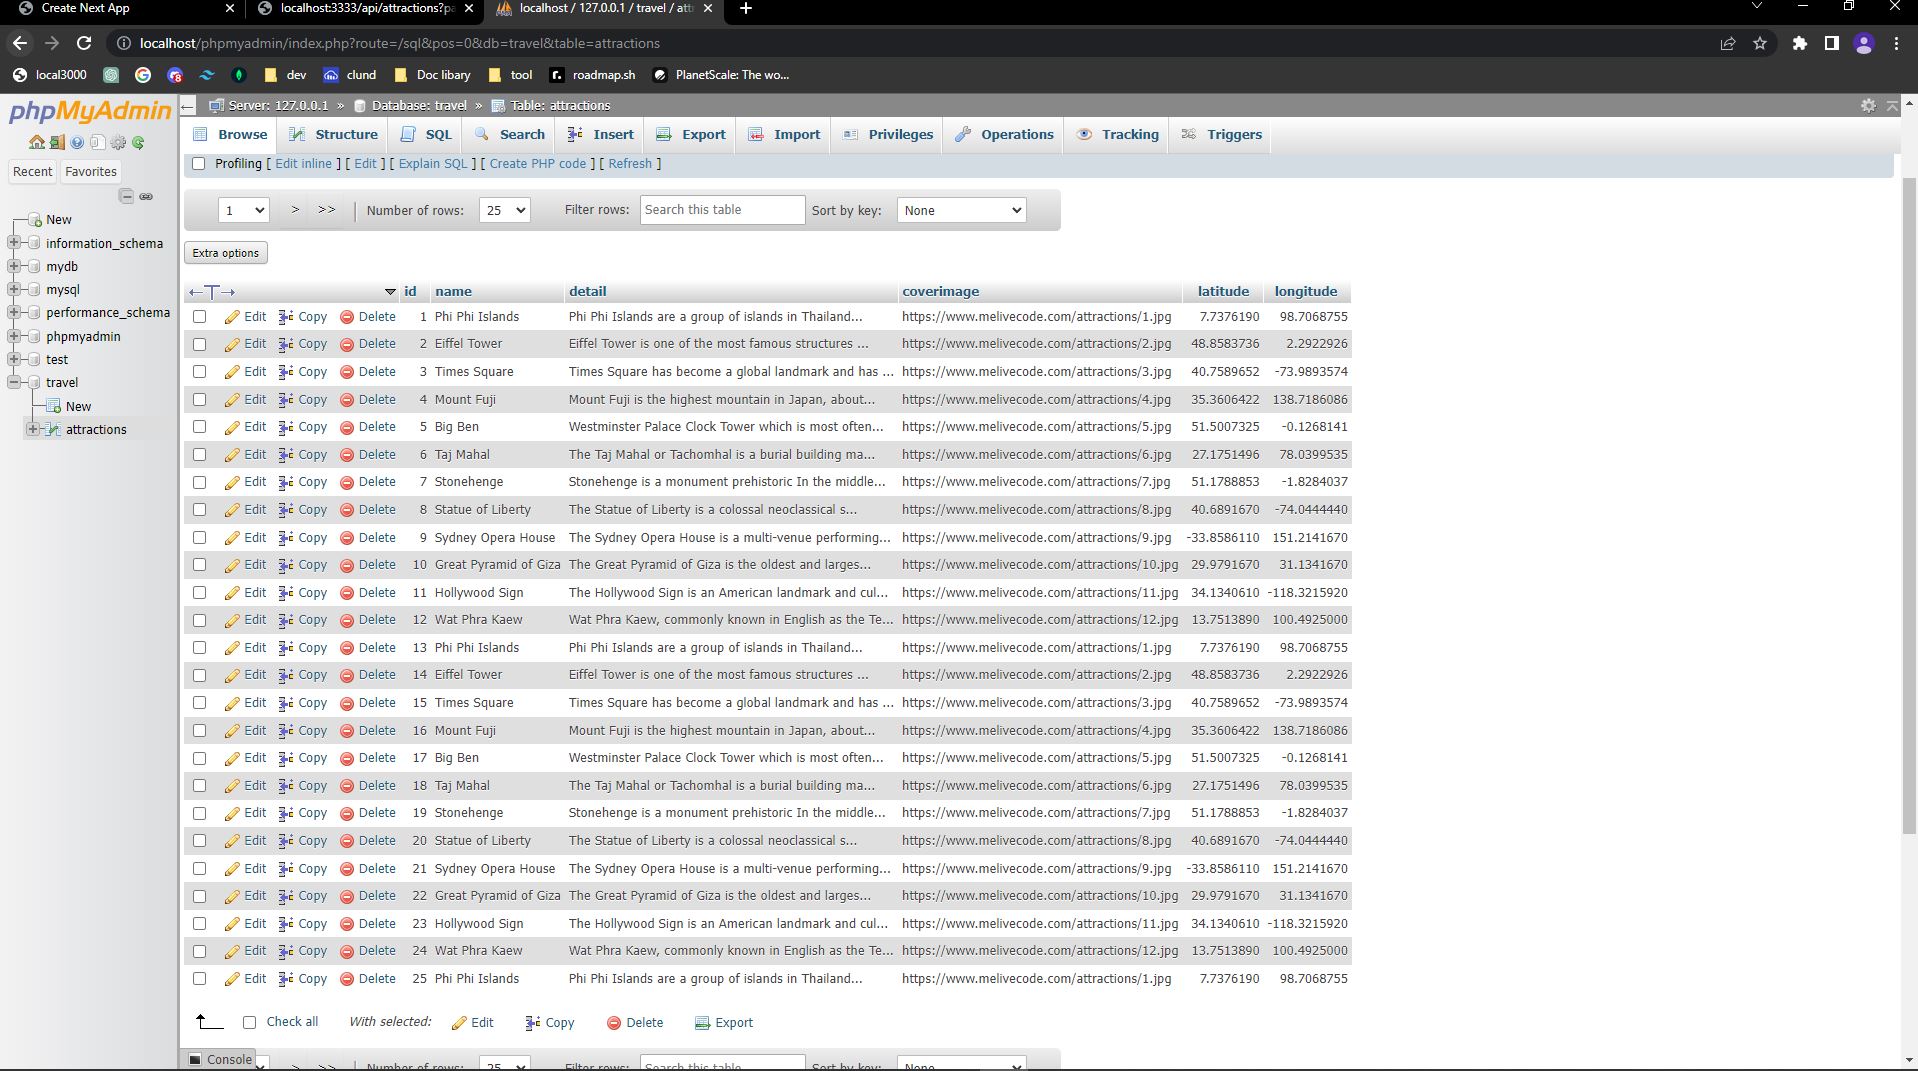 Create Next App
localhost:3333/api/attractions?pa
localhost / 127.0.0.1 / travel / att
localhost/phpmyadmin/index.php?route=/sql&pos=0&db=travel&table=attractions
local3000 dev clund Doc libary tool roadmap.sh PlanetScale: The wo...
phpMyAdmin
Recent Favorites
New
information_schema
mydb
mysql
performance_schema
phpmyadmin
test
travel
New
attractions
Server: 127.0.0.1 » Database: travel » Table: attractions
Browse Structure SQL Search Insert Export Import Privileges Operations Tracking Triggers
Profiling [ Edit inline ] [ Edit ] [ Explain SQL ] [ Create PHP code ] [ Refresh ]
1 > >> | Number of rows: 25 Filter rows: Search this table Sort by key: None
Extra options
←T→ id name detail coverimage latitude longitude
Edit Copy Delete 1 Phi Phi Islands Phi Phi Islands are a group of islands in Thailand... https://www.melivecode.com/attractions/1.jpg 7.7376190 98.7068755
Edit Copy Delete 2 Eiffel Tower Eiffel Tower is one of the most famous structures ... https://www.melivecode.com/attractions/2.jpg 48.8583736 2.2922926
Edit Copy Delete 3 Times Square Times Square has become a global landmark and has ... https://www.melivecode.com/attractions/3.jpg 40.7589652 -73.9893574
Edit Copy Delete 4 Mount Fuji Mount Fuji is the highest mountain in Japan, about... https://www.melivecode.com/attractions/4.jpg 35.3606422 138.7186086
Edit Copy Delete 5 Big Ben Westminster Palace Clock Tower which is most often... https://www.melivecode.com/attractions/5.jpg 51.5007325 -0.1268141
Edit Copy Delete 6 Taj Mahal The Taj Mahal or Tachomhal is a burial building ma... https://www.melivecode.com/attractions/6.jpg 27.1751496 78.0399535
Edit Copy Delete 7 Stonehenge Stonehenge is a monument prehistoric In the middle... https://www.melivecode.com/attractions/7.jpg 51.1788853 -1.8284037
Edit Copy Delete 8 Statue of Liberty The Statue of Liberty is a colossal neoclassical s... https://www.melivecode.com/attractions/8.jpg 40.6891670 -74.0444440
Edit Copy Delete 9 Sydney Opera House The Sydney Opera House is a multi-venue performing... https://www.melivecode.com/attractions/9.jpg -33.8586110 151.2141670
Edit Copy Delete 10 Great Pyramid of Giza The Great Pyramid of Giza is the oldest and larges... https://www.melivecode.com/attractions/10.jpg 29.9791670 31.1341670
Edit Copy Delete 11 Hollywood Sign The Hollywood Sign is an American landmark and cul... https://www.melivecode.com/attractions/11.jpg 34.1340610 -118.3215920
Edit Copy Delete 12 Wat Phra Kaew Wat Phra Kaew, commonly known in English as the Te... https://www.melivecode.com/attractions/12.jpg 13.7513890 100.4925000
Edit Copy Delete 13 Phi Phi Islands Phi Phi Islands are a group of islands in Thailand... https://www.melivecode.com/attractions/1.jpg 7.7376190 98.7068755
Edit Copy Delete 14 Eiffel Tower Eiffel Tower is one of the most famous structures ... https://www.melivecode.com/attractions/2.jpg 48.8583736 2.2922926
Edit Copy Delete 15 Times Square Times Square has become a global landmark and has ... https://www.melivecode.com/attractions/3.jpg 40.7589652 -73.9893574
Edit Copy Delete 16 Mount Fuji Mount Fuji is the highest mountain in Japan, about... https://www.melivecode.com/attractions/4.jpg 35.3606422 138.7186086
Edit Copy Delete 17 Big Ben Westminster Palace Clock Tower which is most often... https://www.melivecode.com/attractions/5.jpg 51.5007325 -0.1268141
Edit Copy Delete 18 Taj Mahal The Taj Mahal or Tachomhal is a burial building ma... https://www.melivecode.com/attractions/6.jpg 27.1751496 78.0399535
Edit Copy Delete 19 Stonehenge Stonehenge is a monument prehistoric In the middle... https://www.melivecode.com/attractions/7.jpg 51.1788853 -1.8284037
Edit Copy Delete 20 Statue of Liberty The Statue of Liberty is a colossal neoclassical s... https://www.melivecode.com/attractions/8.jpg 40.6891670 -74.0444440
Edit Copy Delete 21 Sydney Opera House The Sydney Opera House is a multi-venue performing... https://www.melivecode.com/attractions/9.jpg -33.8586110 151.2141670
Edit Copy Delete 22 Great Pyramid of Giza The Great Pyramid of Giza is the oldest and larges... https://www.melivecode.com/attractions/10.jpg 29.9791670 31.1341670
Edit Copy Delete 23 Hollywood Sign The Hollywood Sign is an American landmark and cul... https://www.melivecode.com/attractions/11.jpg 34.1340610 -118.3215920
Edit Copy Delete 24 Wat Phra Kaew Wat Phra Kaew, commonly known in English as the Te... https://www.melivecode.com/attractions/12.jpg 13.7513890 100.4925000
Edit Copy Delete 25 Phi Phi Islands Phi Phi Islands are a group of islands in Thailand... https://www.melivecode.com/attractions/1.jpg 7.7376190 98.7068755
Check all With selected: Edit Copy Delete Export
Console > >> Number of rows: 25 Filter rows: Search this table Sort by key: None